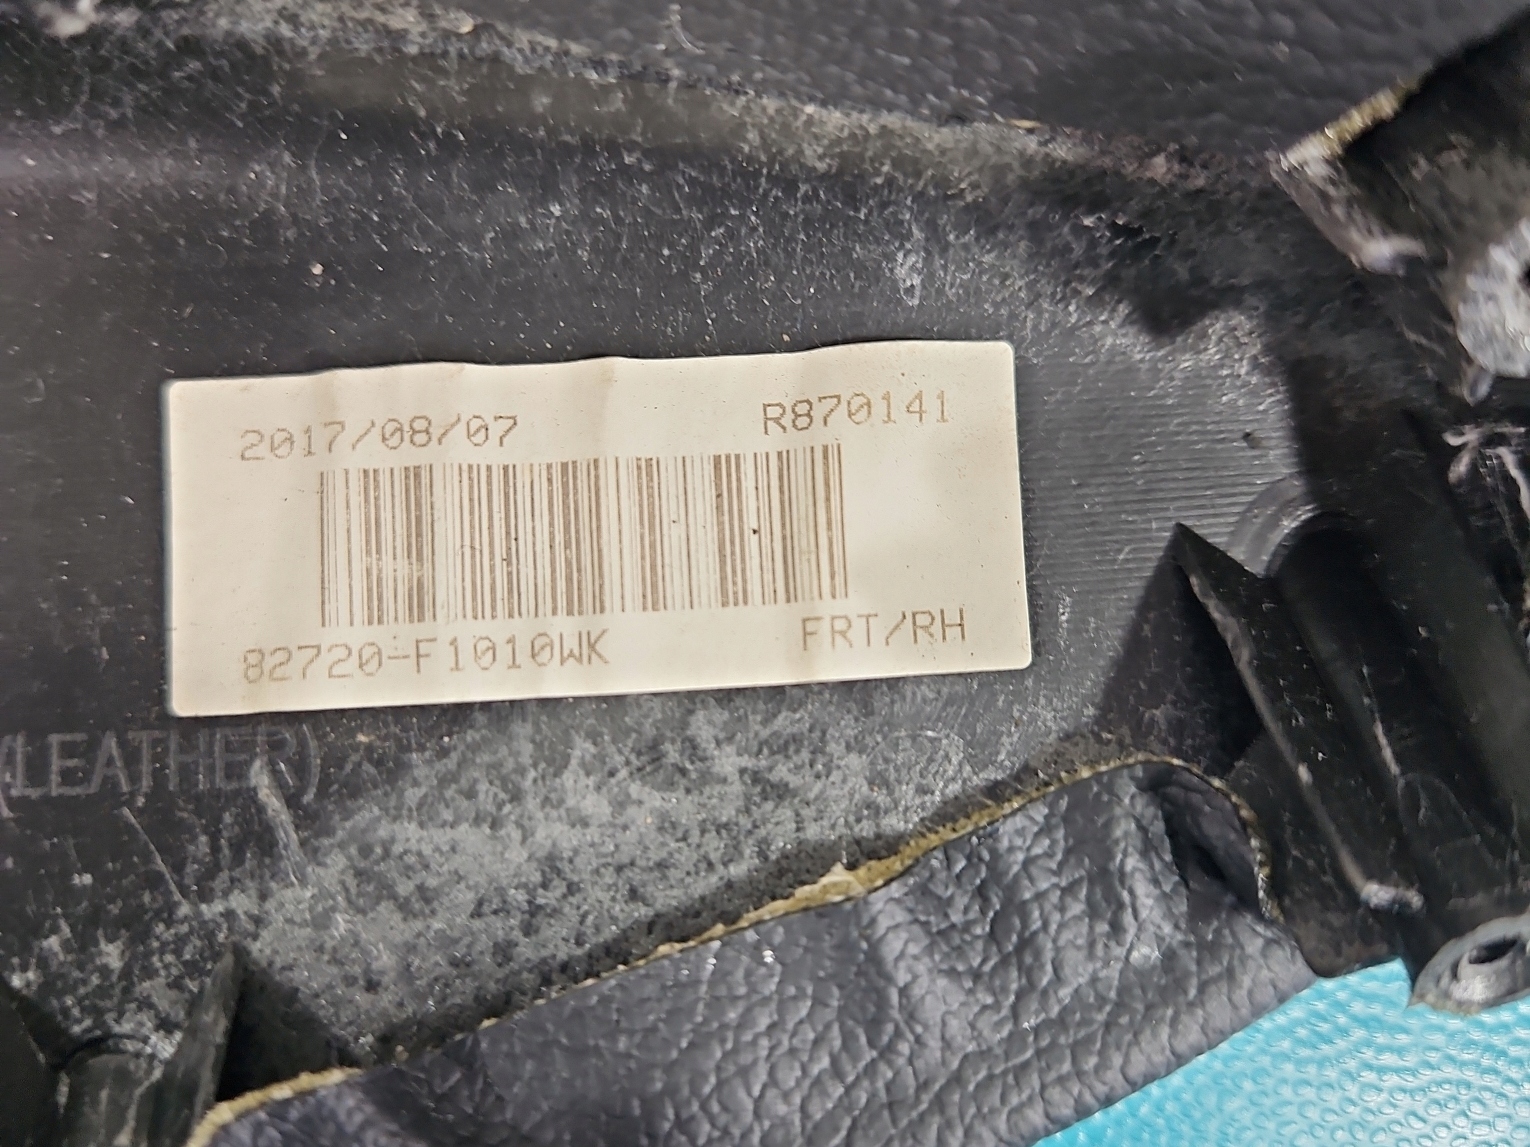 2017/08/07 R870141
82720-F1010WK FRT/RH
(LEATHER)